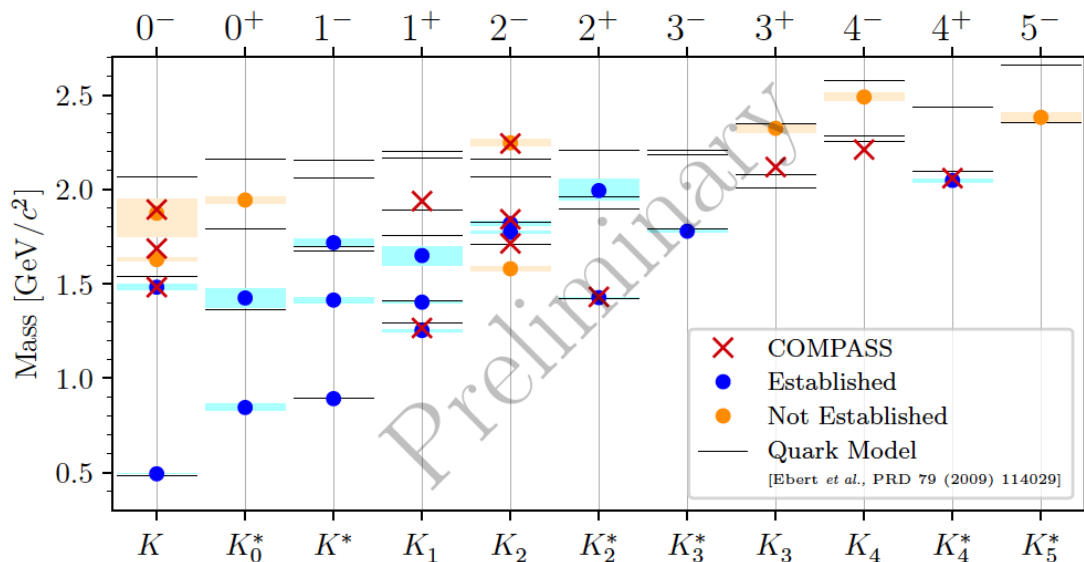 0⁻ 0⁺ 1⁻ 1⁺ 2⁻ 2⁺ 3⁻ 3⁺ 4⁻ 4⁺ 5⁻
Mass [GeV/c²]
2.5
2.0
1.5
1.0
0.5
Preliminary
COMPASS
Established
Not Established
Quark Model
[Ebert et al., PRD 79 (2009) 114029]
K K₀* K* K₁ K₂ K₂* K₃* K₃ K₄ K₄* K₅*